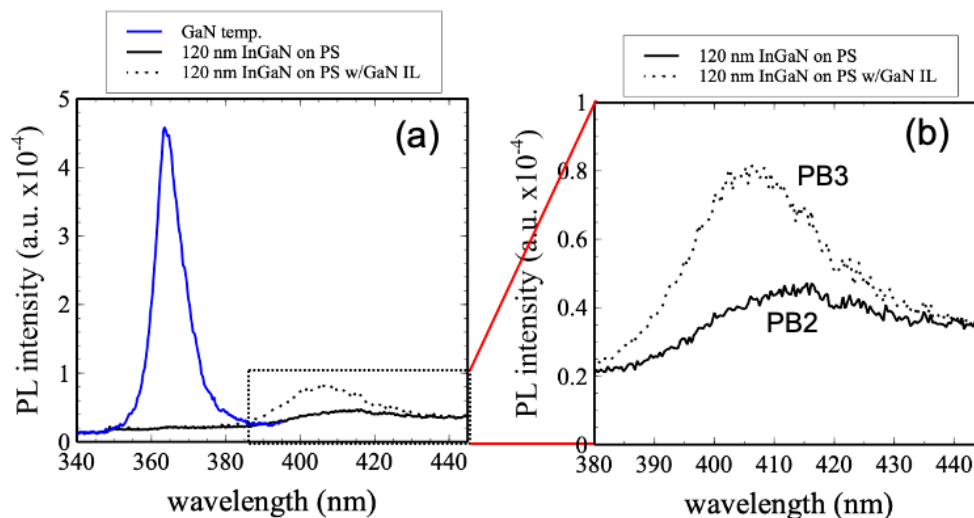 GaN temp.
120 nm InGaN on PS
120 nm InGaN on PS w/GaN IL
(a)
PL intensity (a.u. x10⁻⁴)
5
4
3
2
1
0
340 360 380 400 420 440
wavelength (nm)
120 nm InGaN on PS
120 nm InGaN on PS w/GaN IL
(b)
PB3
PB2
PL intensity (a.u. x10⁻⁴)
1
0.8
0.6
0.4
0.2
0
380 390 400 410 420 430 440
wavelength (nm)